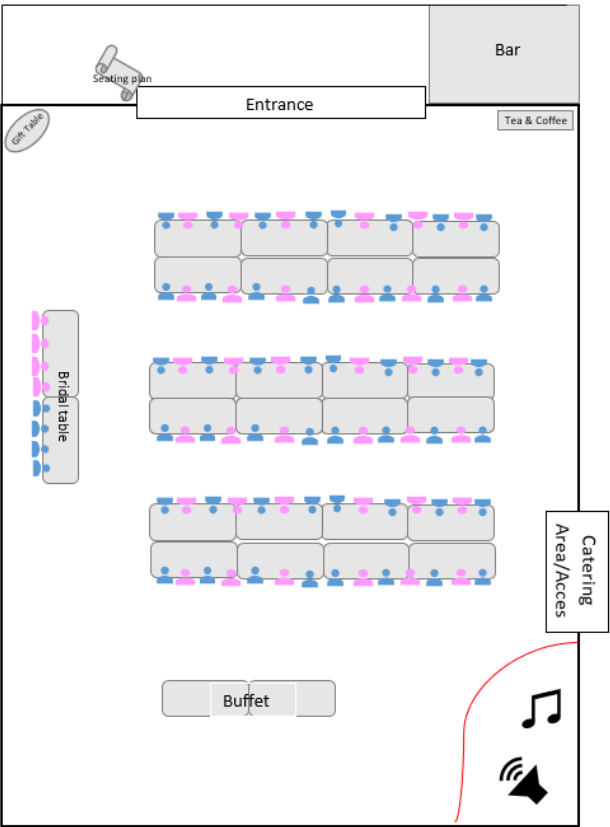 Bar
Seating plan
Entrance
Gift Table
Tea & Coffee
Bridal table
Catering
Area/Acces
Buffet